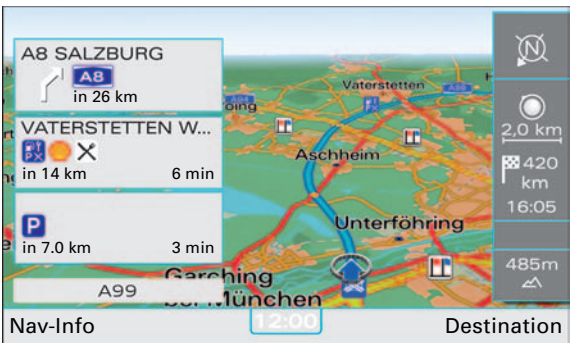 A8 SALZBURG
A8
in 26 km
VATERSTETTEN W...
in 14 km 6 min
P
in 7.0 km 3 min
A99
Vaterstetten
Aschheim
Unterföhring
Garching
bei München
N
2,0 km
420
km
16:05
485m
Nav-Info
12:00
Destination